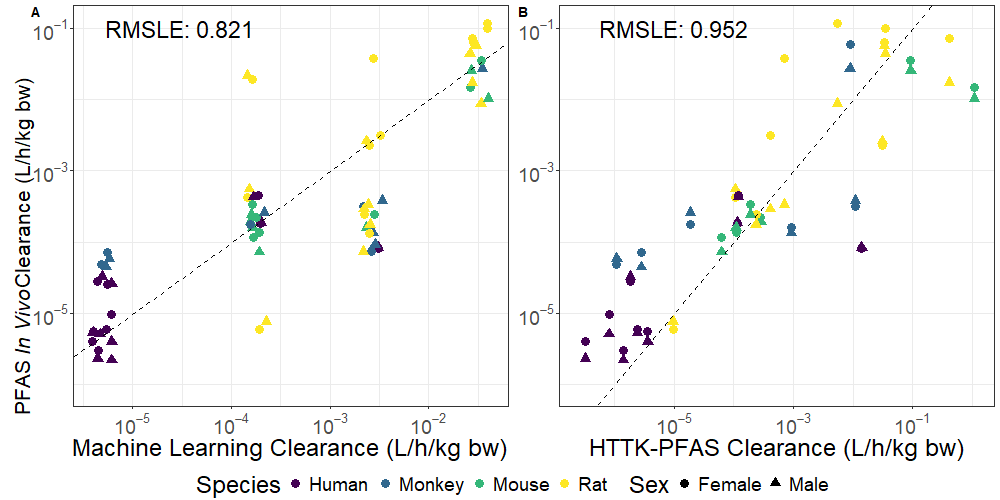 A
RMSLE: 0.821
B
RMSLE: 0.952
PFAS In VivoClearance (L/h/kg bw)
10⁻¹
10⁻³
10⁻⁵
10⁻¹
10⁻³
10⁻⁵
10⁻⁵ 10⁻⁴ 10⁻³ 10⁻²
10⁻⁵ 10⁻³ 10⁻¹
Machine Learning Clearance (L/h/kg bw)
HTTK-PFAS Clearance (L/h/kg bw)
Species Human Monkey Mouse Rat Sex Female Male